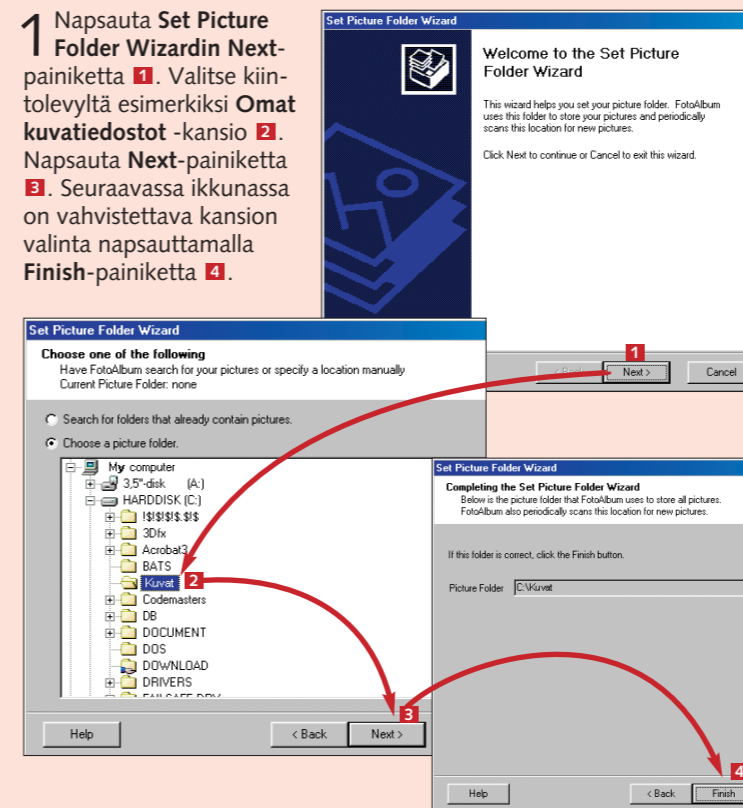 1 Napsauta Set Picture
Folder Wizardin Next-
painiketta 1. Valitse kiin-
tolevyltä esimerkiksi Omat
kuvatiedostot -kansio 2.
Napsauta Next-painiketta
3. Seuraavassa ikkunassa
on vahvistettava kansion
valinta napsauttamalla
Finish-painiketta 4.
Set Picture Folder Wizard
Welcome to the Set Picture
Folder Wizard
This wizard helps you set your picture folder. FotoAlbum
uses this folder to store your pictures and periodically
scans this location for new pictures.
Click Next to continue or Cancel to exit this wizard.
1
Next > Cancel
Set Picture Folder Wizard
Choose one of the following
Have FotoAlbum search for your pictures or specify a location manually
Current Picture Folder: none
Search for folders that already contain pictures.
Choose a picture folder.
My computer
3,5"-disk (A:)
HARDDISK (C:)
!$!$!$!$.$!$
3Dfx
Acrobat3
BATS
Kuvat 2
Codemasters
DB
DOCUMENT
DOS
DOWNLOAD
DRIVERS
3
Help < Back Next >
Set Picture Folder Wizard
Completing the Set Picture Folder Wizard
Below is the picture folder that FotoAlbum uses to store all pictures.
FotoAlbum also periodically scans this location for new pictures.
If this folder is correct, click the Finish button.
Picture Folder C:\Kuvat
4
Help < Back Finish